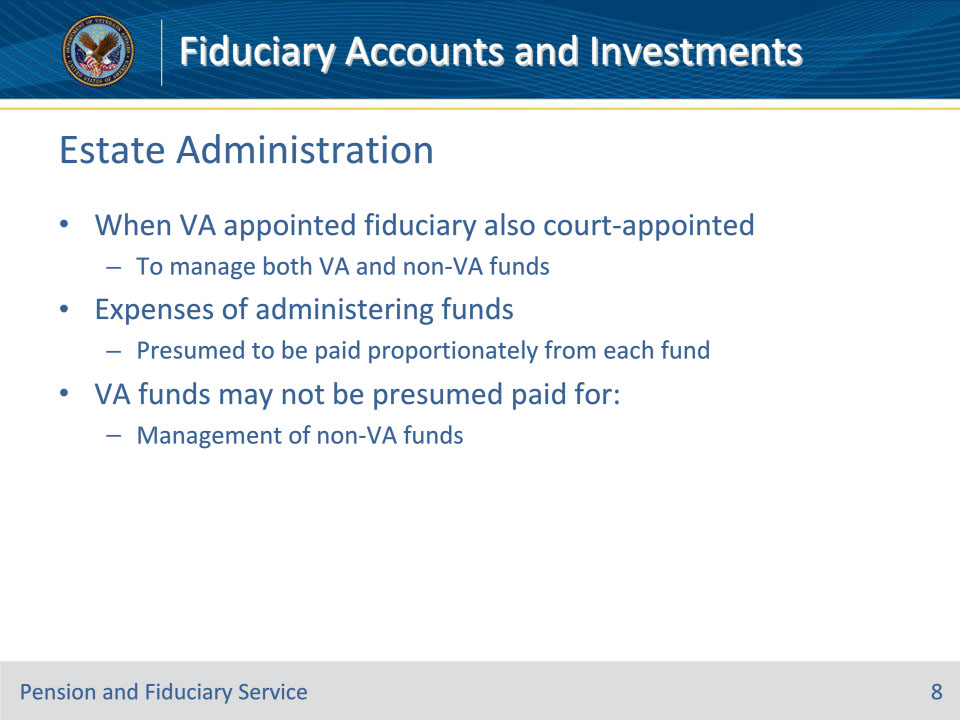 Fiduciary Accounts and Investments
Estate Administration
• When VA appointed fiduciary also court-appointed
– To manage both VA and non-VA funds
• Expenses of administering funds
– Presumed to be paid proportionately from each fund
• VA funds may not be presumed paid for:
– Management of non-VA funds
Pension and Fiduciary Service
8